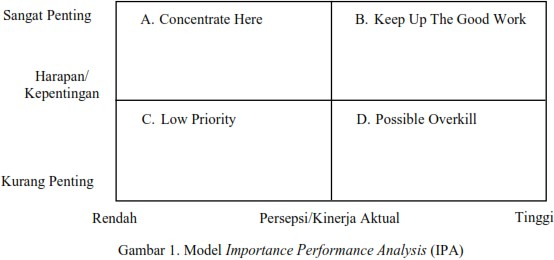 Sangat Penting
A. Concentrate Here
B. Keep Up The Good Work
Harapan/
Kepentingan
C. Low Priority
D. Possible Overkill
Kurang Penting
Rendah
Persepsi/Kinerja Aktual
Tinggi
Gambar 1. Model Importance Performance Analysis (IPA)